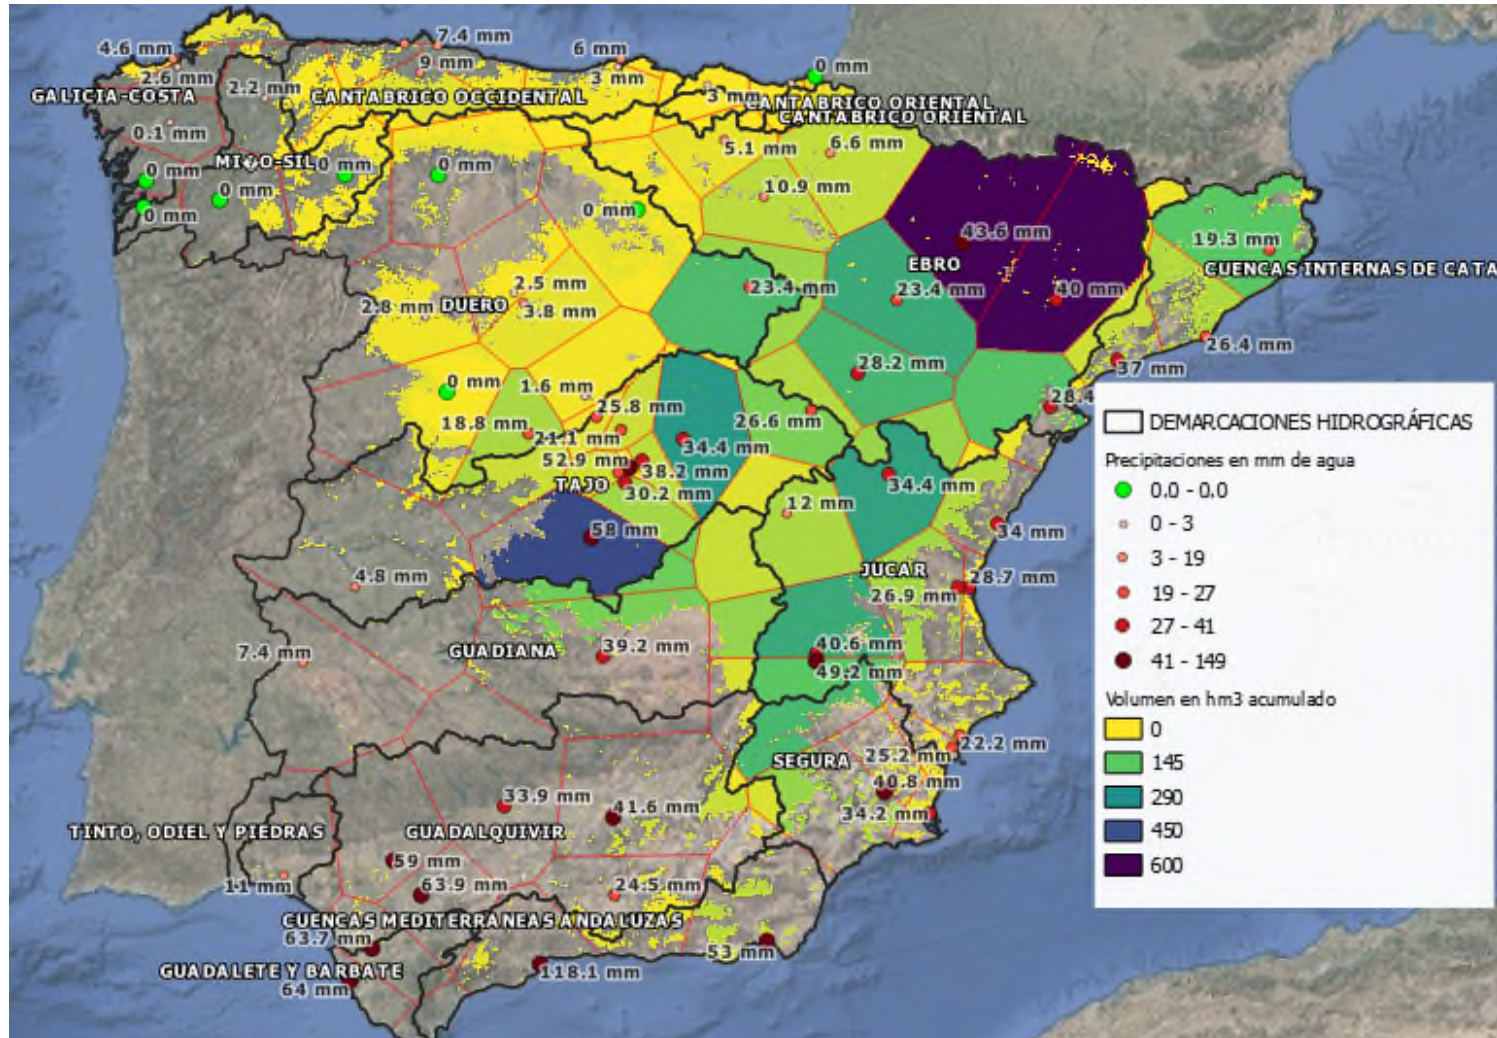 7.4 mm
4.6 mm
6 mm
9 mm
0 mm
2.6 mm
3 mm
2.2 mm
3 mm
GALICIA-COSTA
CANTABRICO OCCIDENTAL
CANTABRICO ORIENTAL
CANTABRICO ORIENTAL
0.1 mm
5.1 mm
6.6 mm
MI�O-SIL
0 mm
0 mm
0 mm
0 mm
10.9 mm
0 mm
0 mm
43.6 mm
19.3 mm
EBRO
CUENCAS INTERNAS DE CATA
2.5 mm
23.4 mm
23.4 mm
40 mm
2.8 mm
DUERO
3.8 mm
26.4 mm
28.2 mm
37 mm
0 mm
1.6 mm
28.4
25.8 mm
18.8 mm
26.6 mm
21.1 mm
34.4 mm
52.9 mm
38.2 mm
TAJO
30.2 mm
34.4 mm
12 mm
58 mm
34 mm
4.8 mm
JUCAR
28.7 mm
26.9 mm
7.4 mm
GUADIANA
39.2 mm
40.6 mm
49.2 mm
22.2 mm
SEGURA
25.2 mm
40.8 mm
33.9 mm
41.6 mm
34.2 mm
TINTO, ODIEL Y PIEDRAS
GUADALQUIVIR
59 mm
11 mm
63.9 mm
24.5 mm
CUENCAS MEDITERRANEAS ANDALUZAS
63.7 mm
53 mm
GUADALETE Y BARBATE
118.1 mm
64 mm
DEMARCACIONES HIDROGRÁFICAS
Precipitaciones en mm de agua
0.0 - 0.0
0 - 3
3 - 19
19 - 27
27 - 41
41 - 149
Volumen en hm3 acumulado
0
145
290
450
600